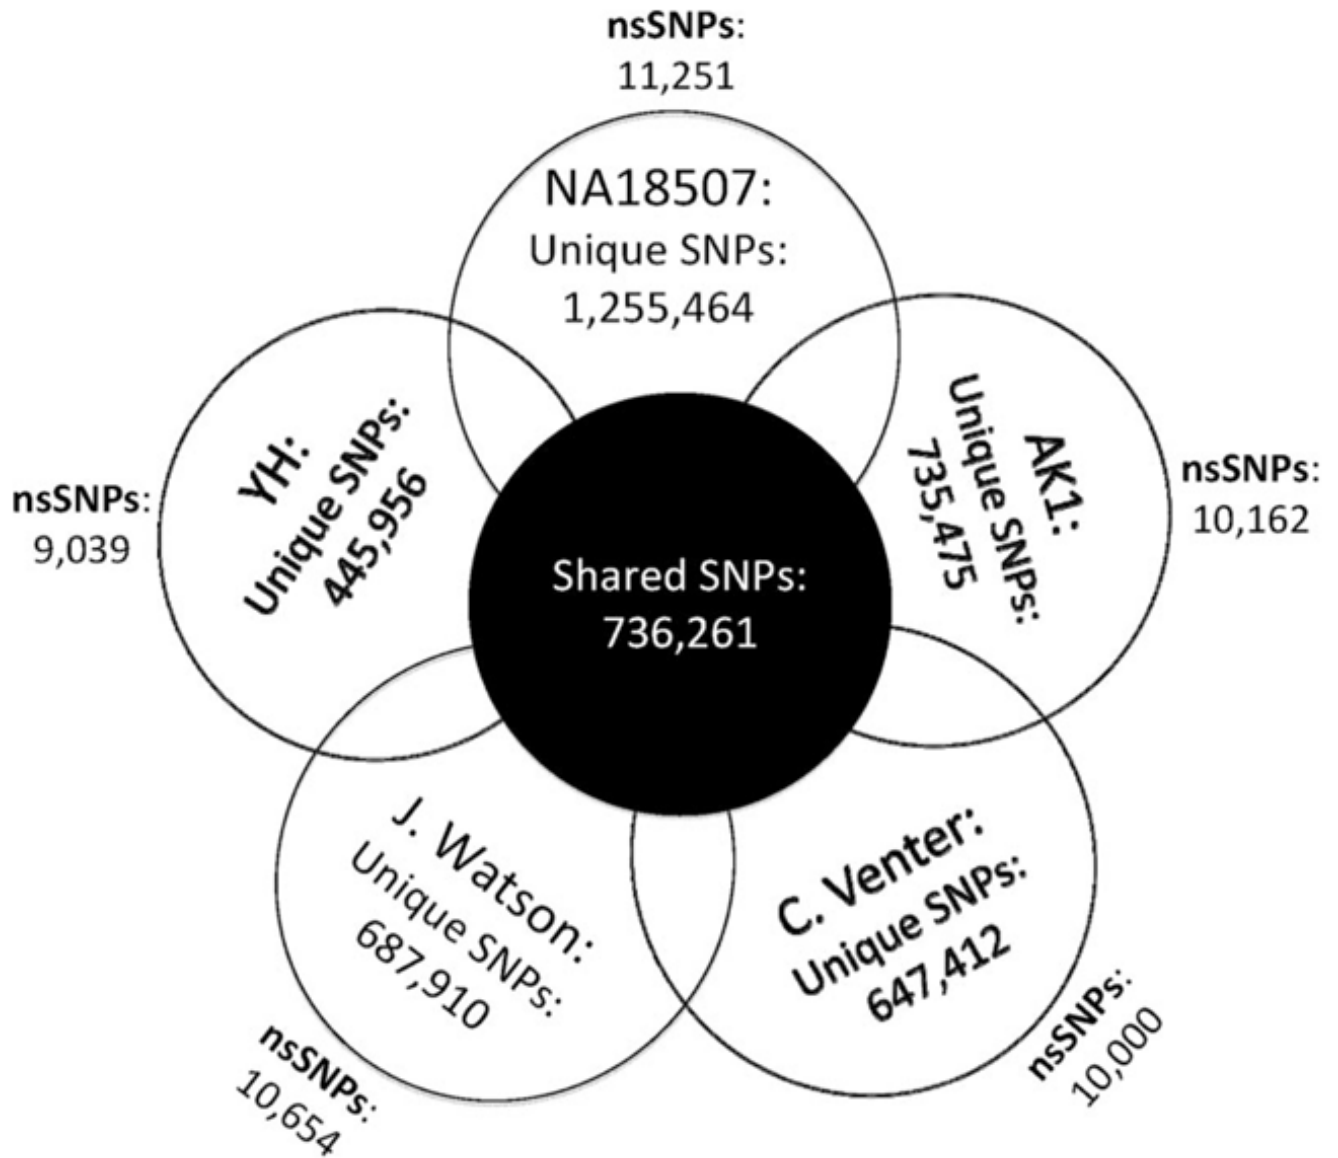 nsSNPs:
11,251
NA18507:
Unique SNPs:
1,255,464
YH:
Unique SNPs:
445,956
nsSNPs:
9,039
AK1:
Unique SNPs:
735,475
nsSNPs:
10,162
Shared SNPs:
736,261
J. Watson:
Unique SNPs:
687,910
nsSNPs:
10,654
C. Venter:
Unique SNPs:
647,412
nsSNPs:
10,000